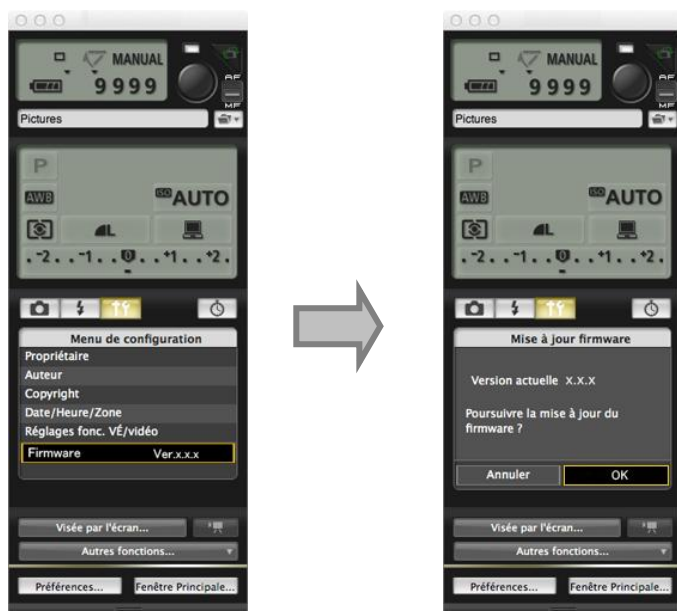 MANUAL
9999
AF
MF
Pictures
P
AWB
ISO AUTO
L
. -2 . . -1 . . 0 . . +1 . . +2 .
Menu de configuration
Propriétaire
Auteur
Copyright
Date/Heure/Zone
Réglages fonc. VÉ/vidéo
Firmware Ver.x.x.x
Visée par l'écran...
Autres fonctions...
Préférences... Fenêtre Principale...
MANUAL
9999
AF
MF
Pictures
P
AWB
ISO AUTO
L
. -2 . . -1 . . 0 . . +1 . . +2 .
Mise à jour firmware
Version actuelle x.x.x
Poursuivre la mise à jour du
firmware ?
Annuler OK
Visée par l'écran...
Autres fonctions...
Préférences... Fenêtre Principale...